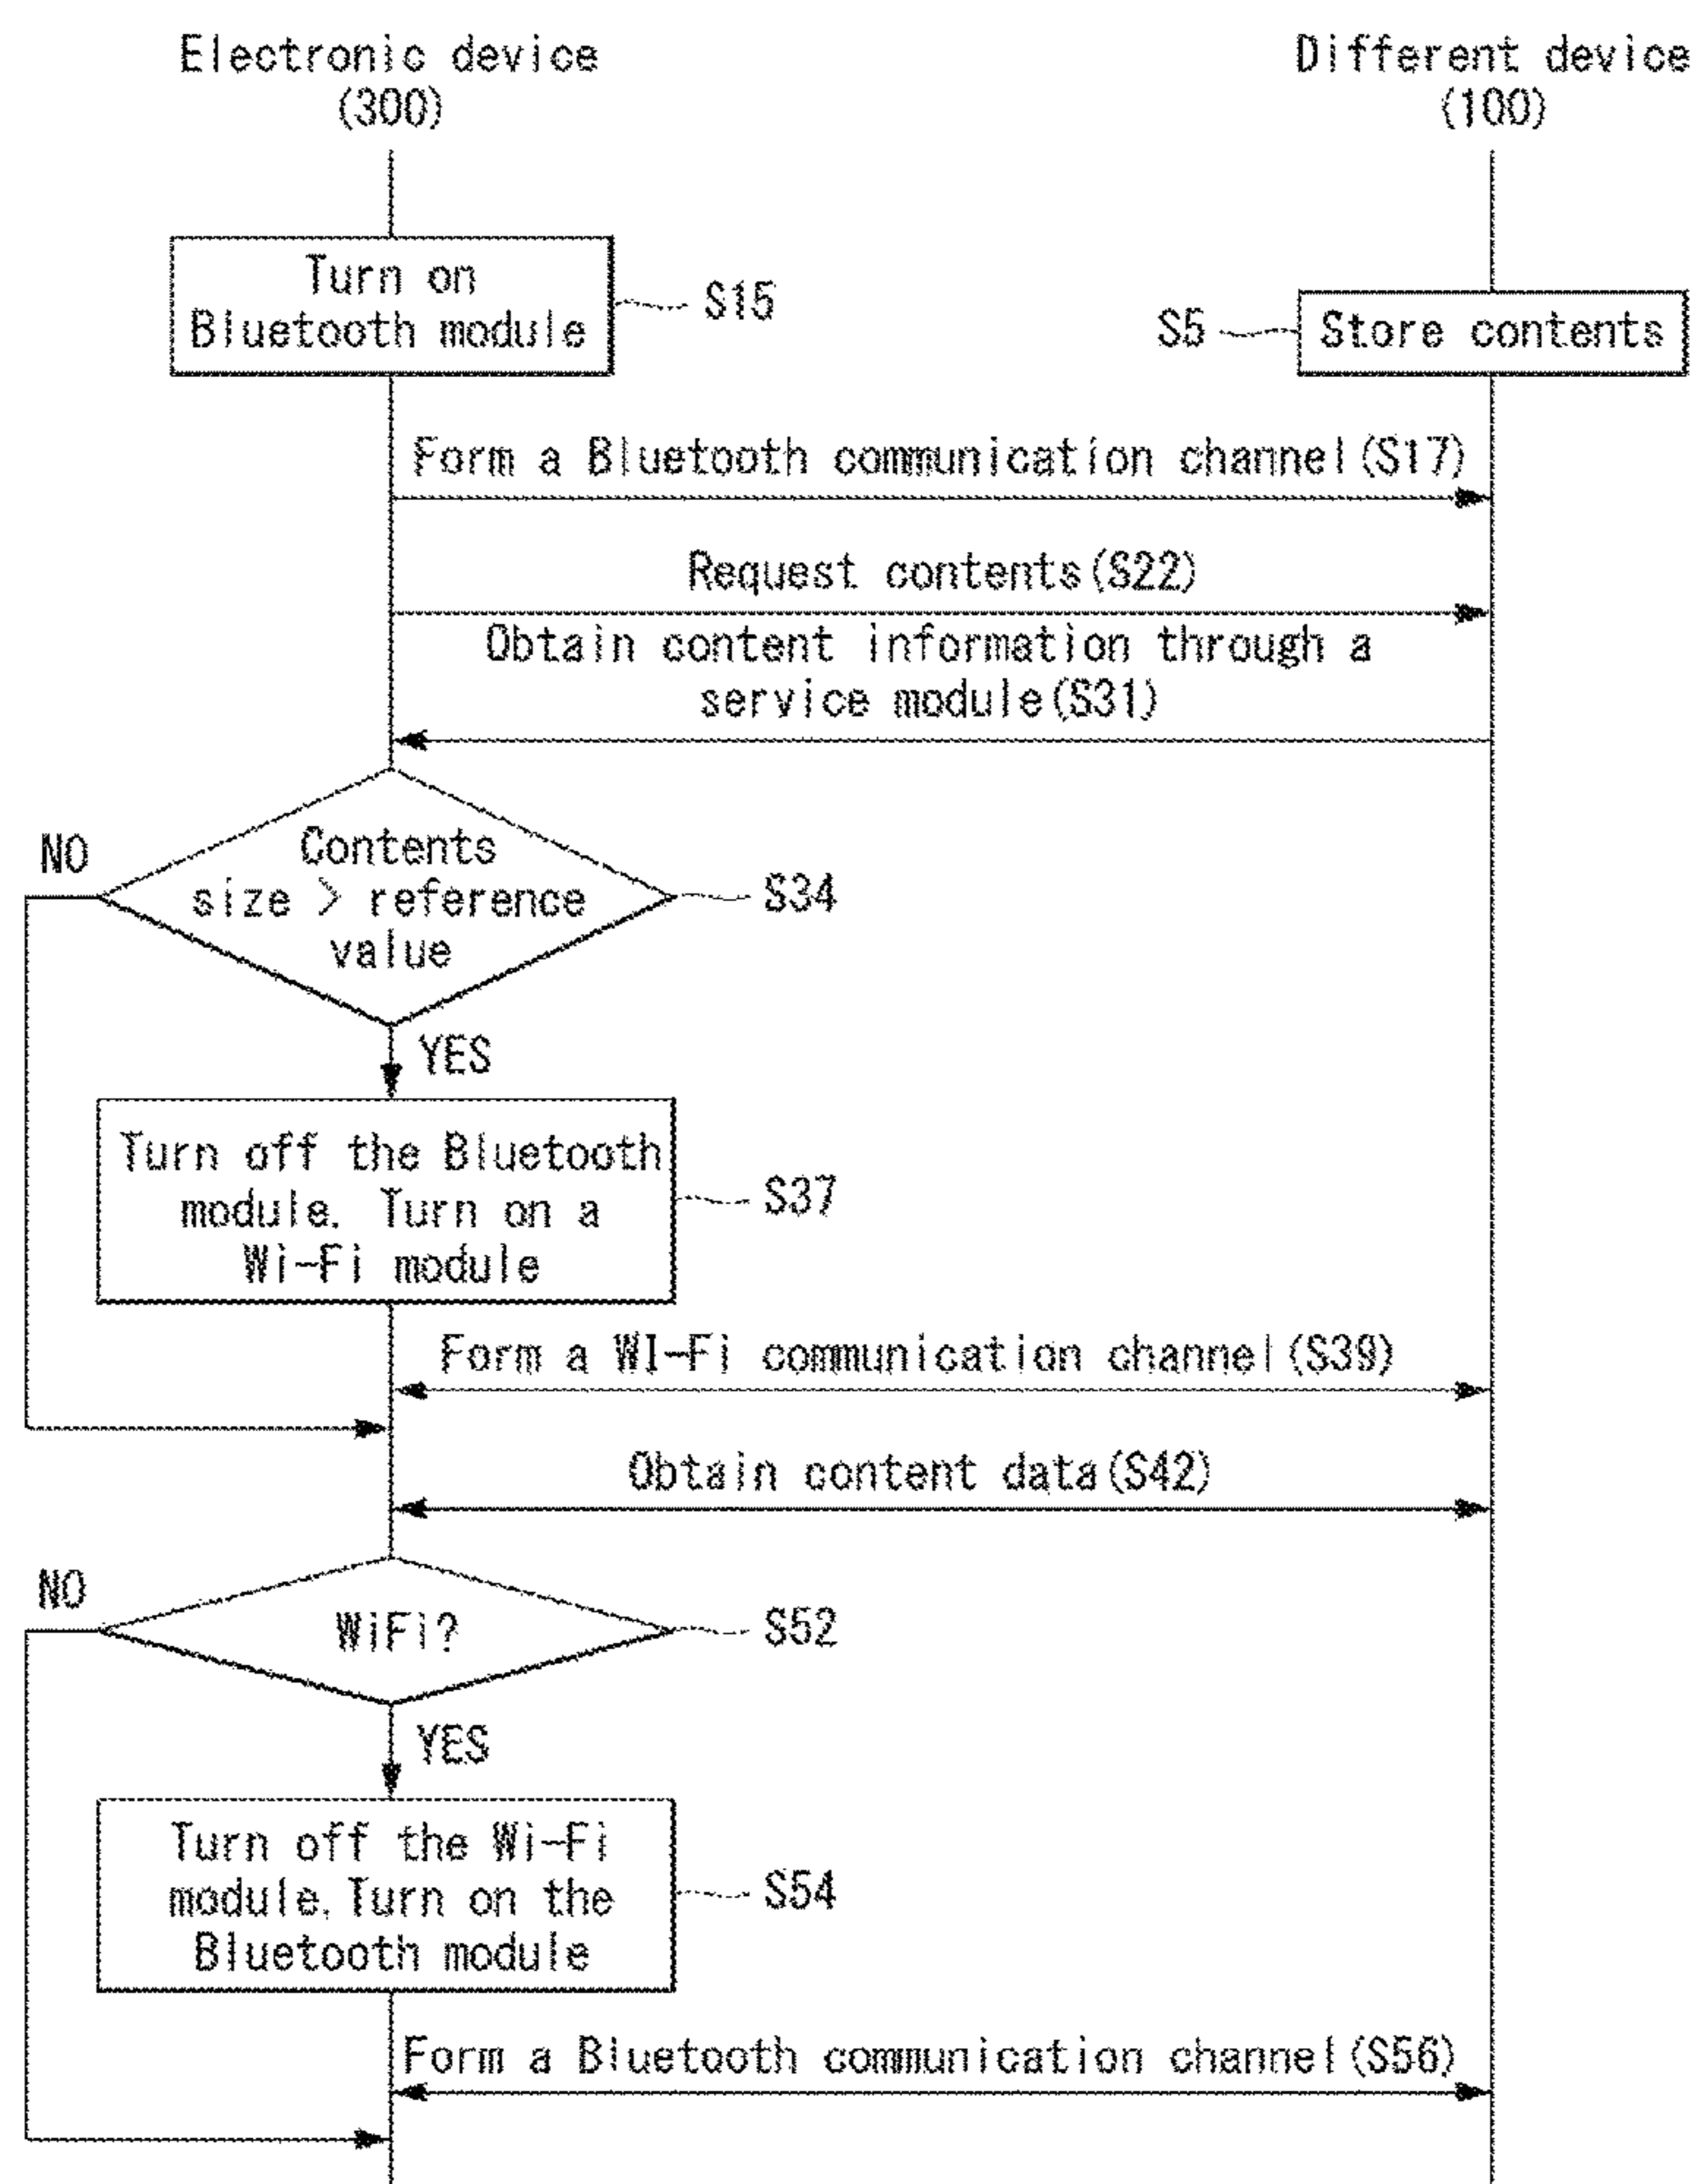 Electronic device
(300)
Different device
(100)
Turn on
Bluetooth module
S15
S5
Store contents
Form a Bluetooth communication channel(S17)
Request contents(S22)
Obtain content information through a
service module(S31)
NO
Contents
size > reference
value
S34
YES
Turn off the Bluetooth
module. Turn on a
Wi-Fi module
S37
Form a WI-Fi communication channel(S39)
Obtain content data(S42)
NO
WiFi?
S52
YES
Turn off the Wi-Fi
module.Turn on the
Bluetooth module
S54
Form a Bluetooth communication channel(S56)